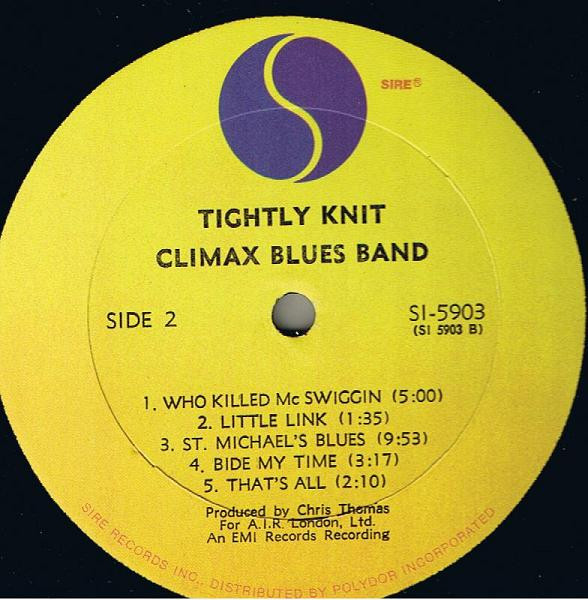 SIRE®
TIGHTLY KNIT
CLIMAX BLUES BAND
SIDE 2
SI-5903
(SI 5903 B)
1. WHO KILLED Mc SWIGGIN (5:00)
2. LITTLE LINK (1:35)
3. ST. MICHAEL'S BLUES (9:53)
4. BIDE MY TIME (3:17)
5. THAT'S ALL (2:10)
Produced by Chris Thomas
For A.I.R. London, Ltd.
An EMI Records Recording
SIRE RECORDS INC., DISTRIBUTED BY POLYDOR INCORPORATED